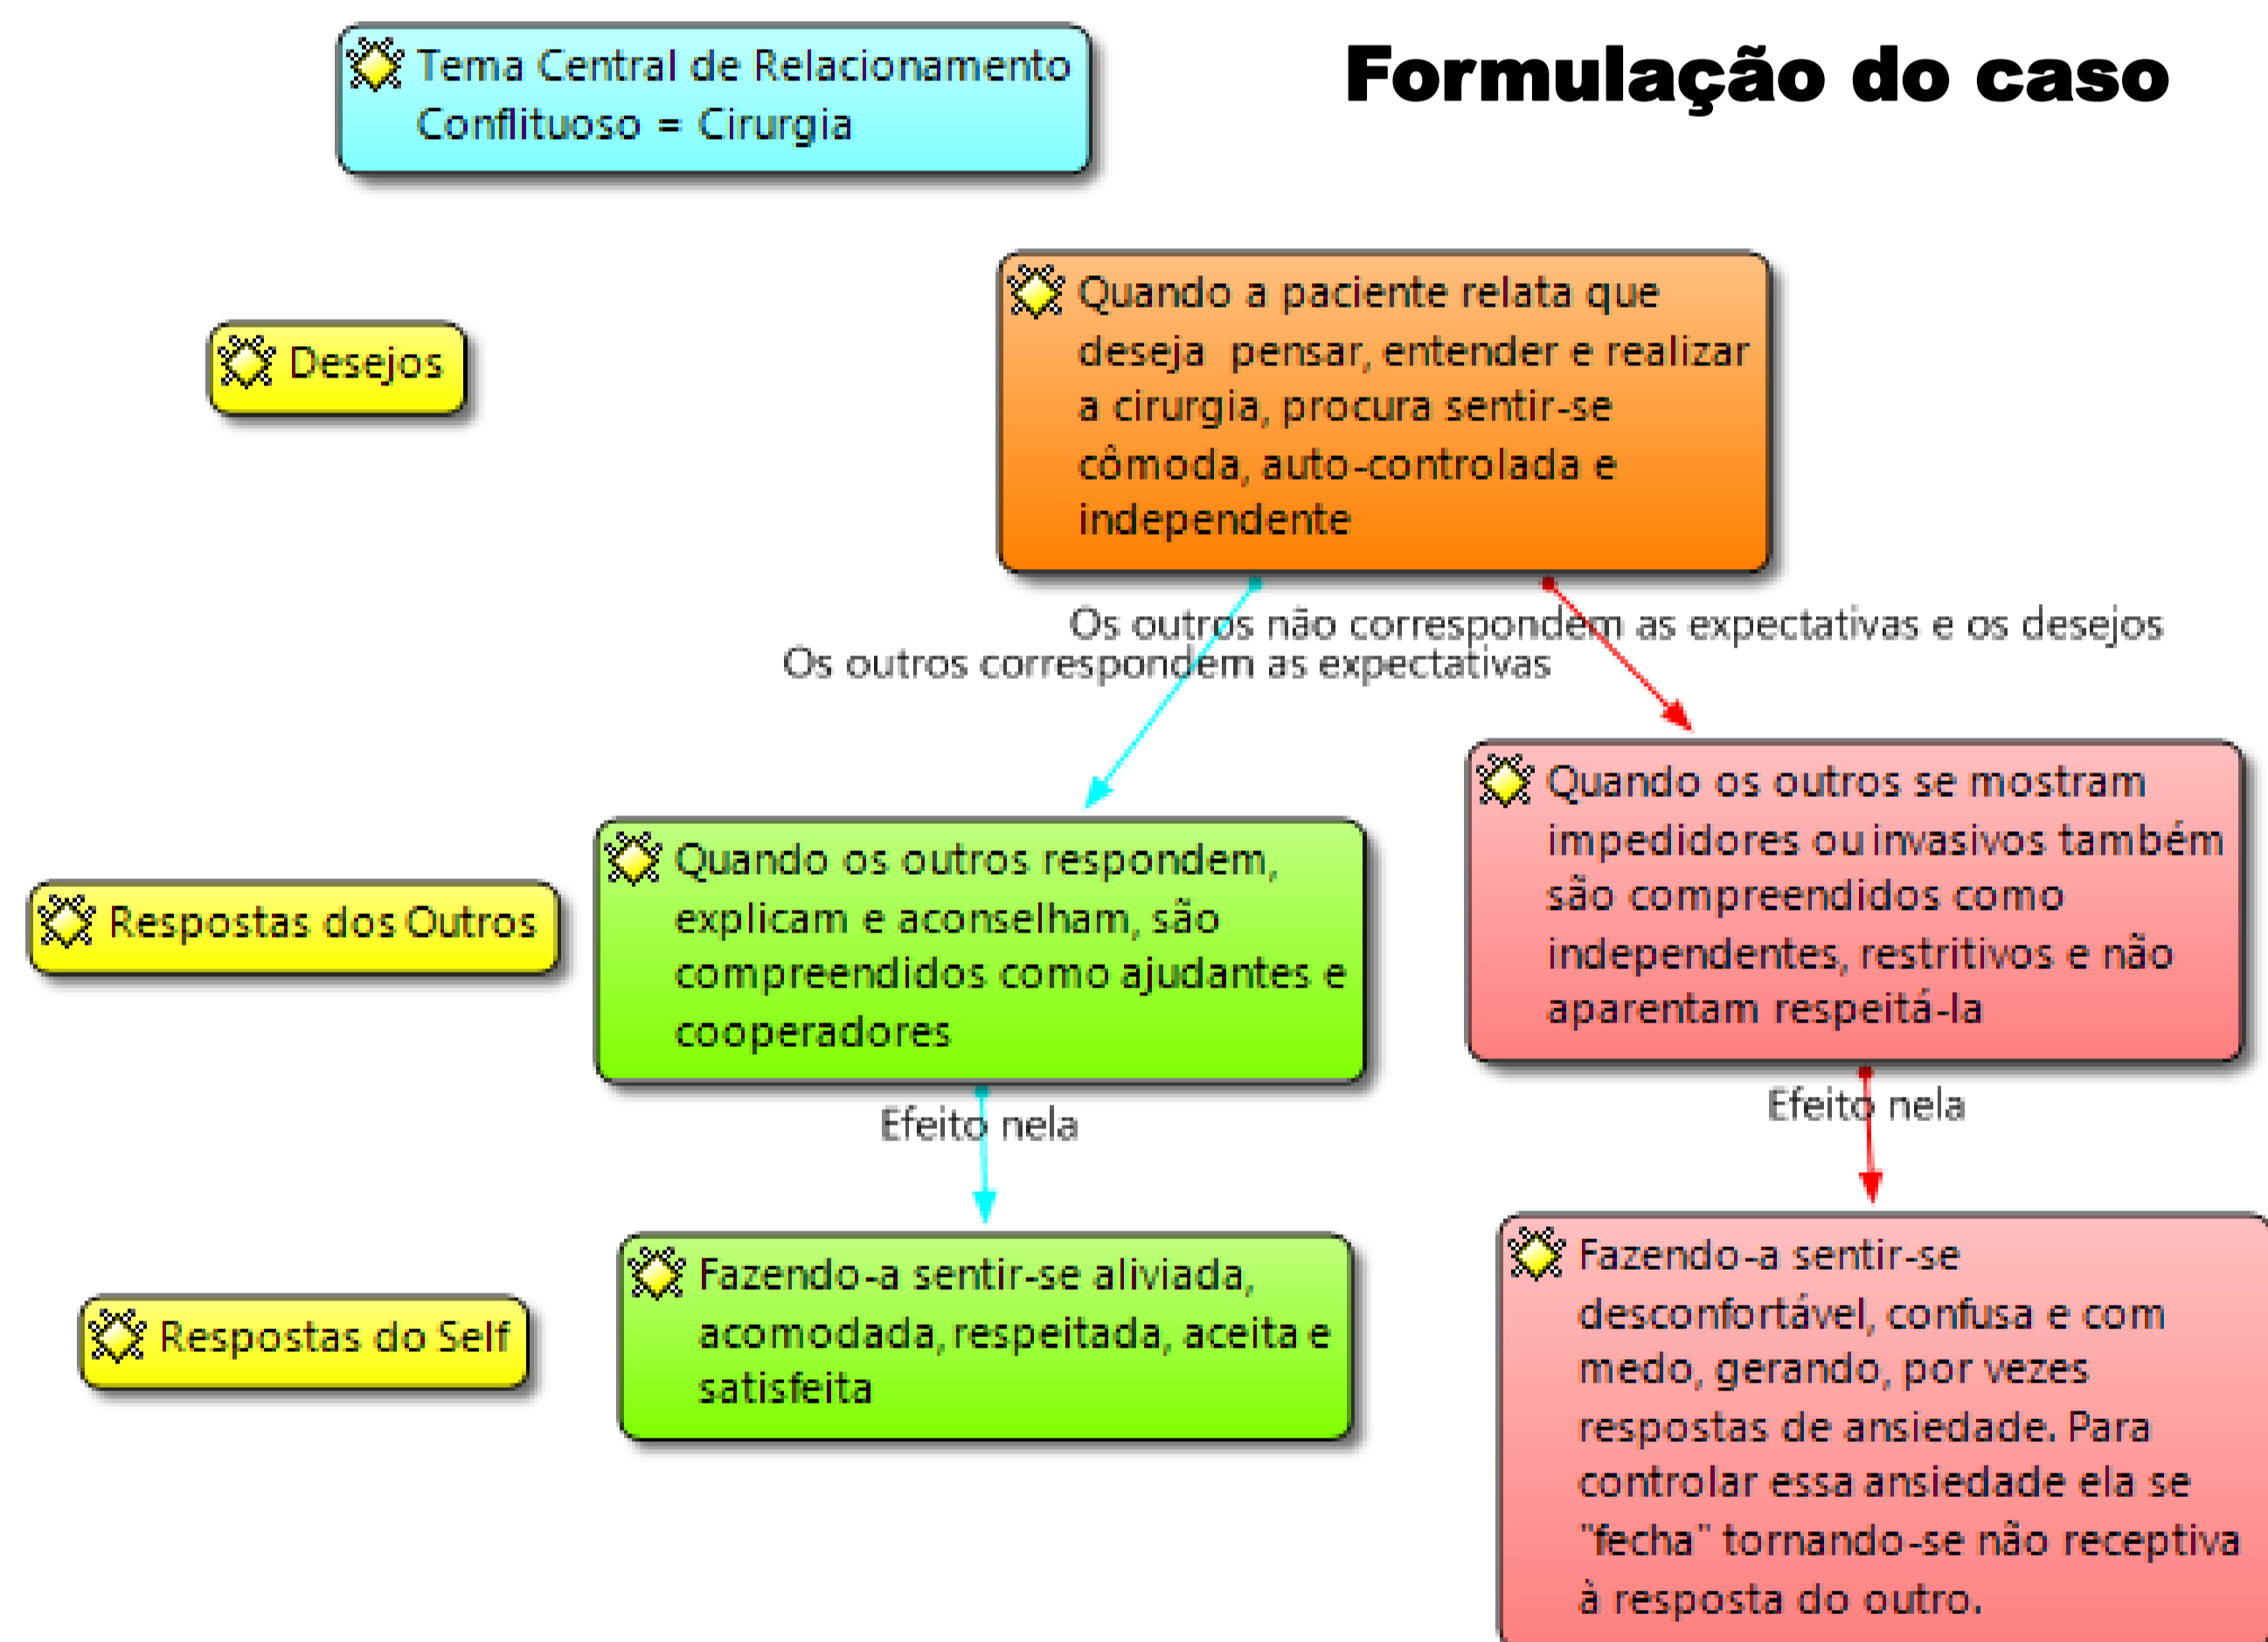 Formulação do caso
Tema Central de Relacionamento
Conflituoso = Cirurgia
Desejos
Quando a paciente relata que
deseja pensar, entender e realizar
a cirurgia, procura sentir-se
cômoda, auto-controlada e
independente
Os outros não correspondem as expectativas e os desejos
Os outros correspondem as expectativas
Respostas dos Outros
Quando os outros respondem,
explicam e aconselham, são
compreendidos como ajudantes e
cooperadores
Quando os outros se mostram
impedidores ou invasivos também
são compreendidos como
independentes, restritivos e não
aparentam respeitá-la
Efeito nela
Efeito nela
Respostas do Self
Fazendo-a sentir-se aliviada,
acomodada, respeitada, aceita e
satisfeita
Fazendo-a sentir-se
desconfortável, confusa e com
medo, gerando, por vezes
respostas de ansiedade. Para
controlar essa ansiedade ela se
"fecha" tornando-se não receptiva
à resposta do outro.